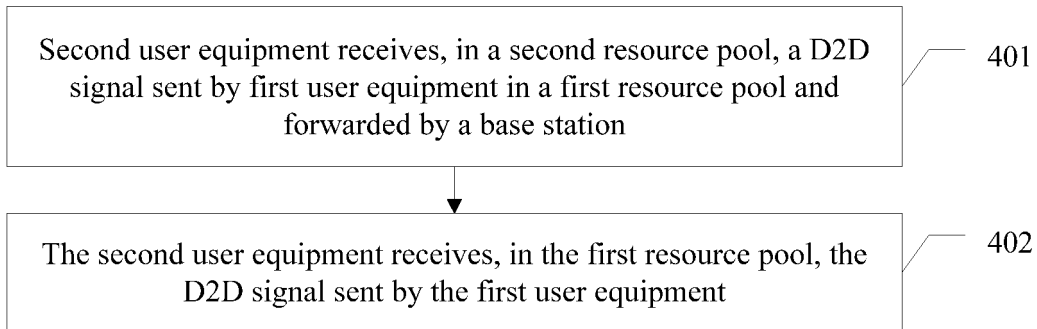 Second user equipment receives, in a second resource pool, a D2D
signal sent by first user equipment in a first resource pool and
forwarded by a base station
401
The second user equipment receives, in the first resource pool, the
D2D signal sent by the first user equipment
402